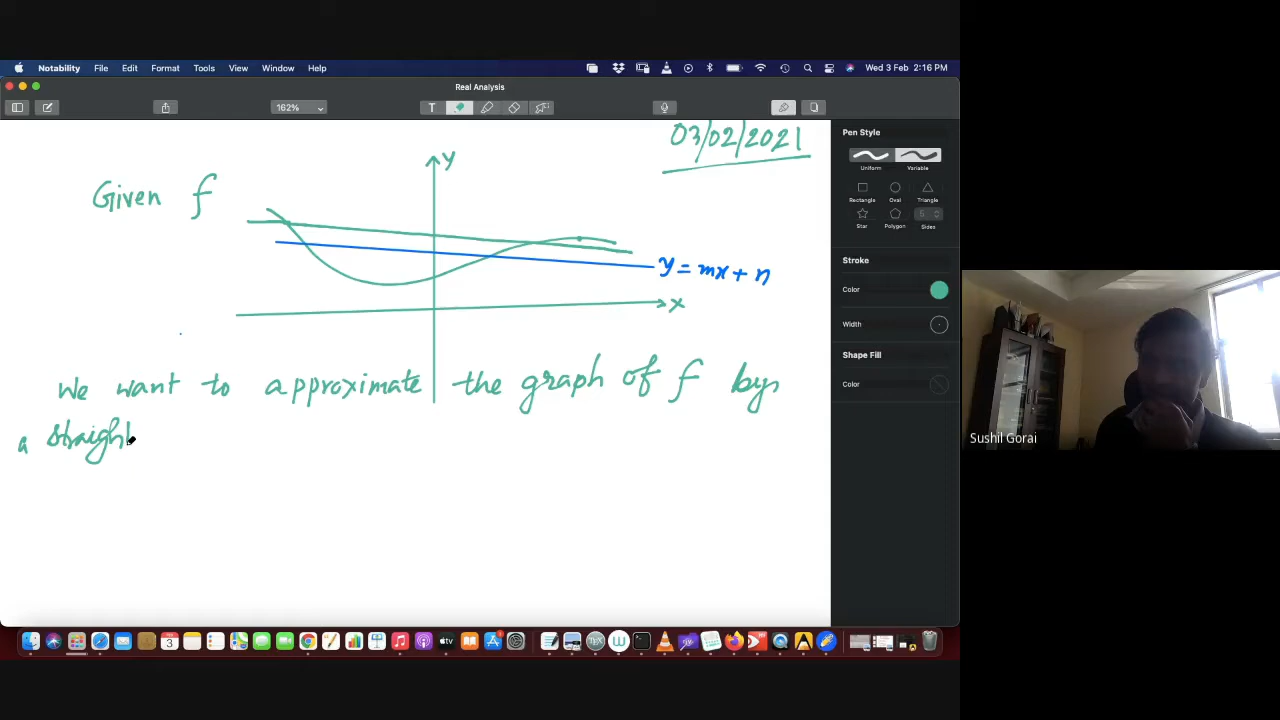 Notability File Edit Format Tools View Window Help Wed 3 Feb 2:16 PM
Real Analysis
162% T
03/02/2021
Pen Style
Uniform Variable
Rectangle Oval Triangle
Star Polygon 5 Sides
Stroke
Color
Width
Shape Fill
Color
Given f
y
y = mx + n
x
We want to approximate the graph of f by
a straight
Sushil Gorai